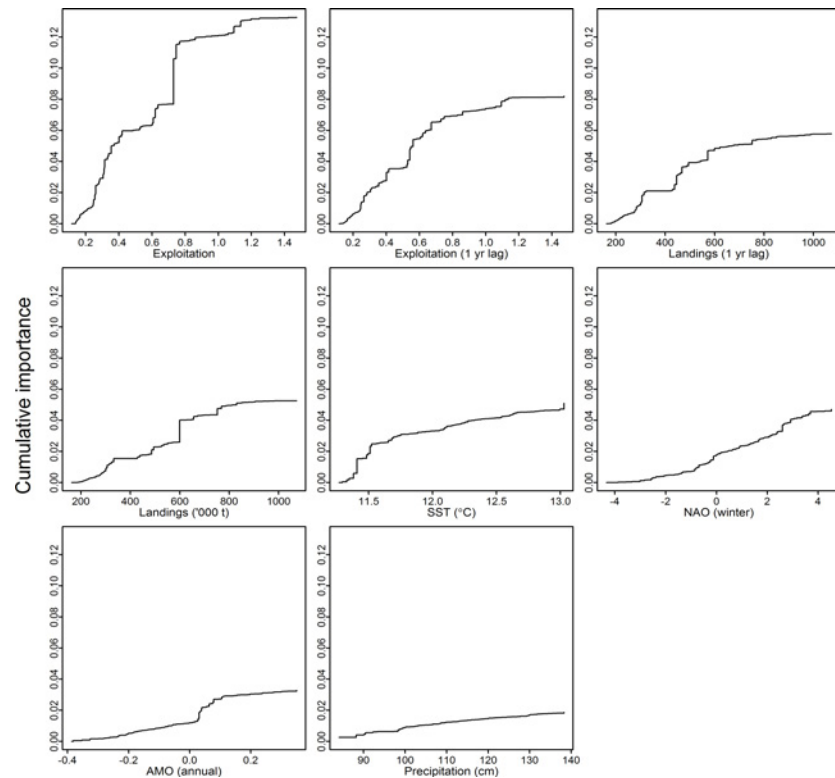 Cumulative importance
0.00 0.02 0.04 0.06 0.08 0.10 0.12
0.2 0.4 0.6 0.8 1.0 1.2 1.4
Exploitation
0.00 0.02 0.04 0.06 0.08 0.10 0.12
0.2 0.4 0.6 0.8 1.0 1.2 1.4
Exploitation (1 yr lag)
0.00 0.02 0.04 0.06 0.08 0.10 0.12
200 400 600 800 1000
Landings (1 yr lag)
0.00 0.02 0.04 0.06 0.08 0.10 0.12
200 400 600 800 1000
Landings ('000 t)
0.00 0.02 0.04 0.06 0.08 0.10 0.12
11.5 12.0 12.5 13.0
SST (°C)
0.00 0.02 0.04 0.06 0.08 0.10 0.12
-4 -2 0 2 4
NAO (winter)
0.00 0.02 0.04 0.06 0.08 0.10 0.12
-0.4 -0.2 0.0 0.2
AMO (annual)
0.00 0.02 0.04 0.06 0.08 0.10 0.12
90 100 110 120 130 140
Precipitation (cm)